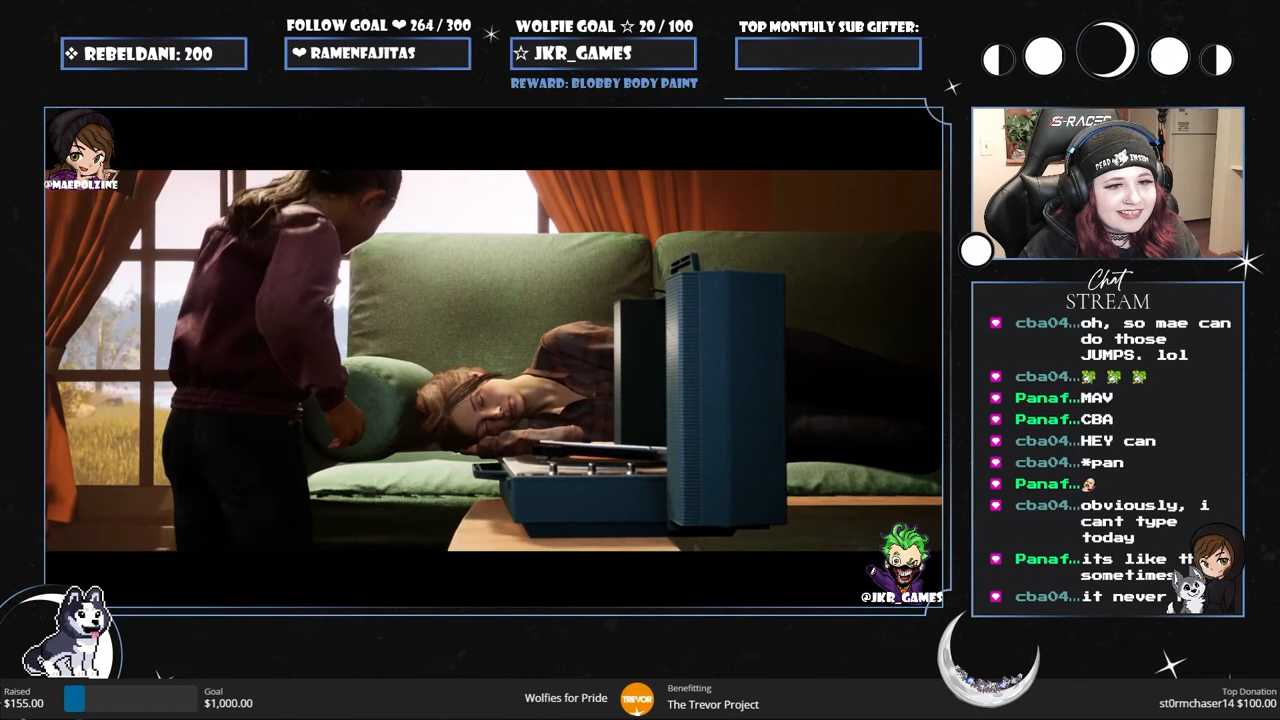 ❖ REBELDANI: 200
FOLLOW GOAL ❤ 264 / 300
❤ RAMENFAJITAS
WOLFIE GOAL ☆ 20 / 100
☆ JKR_GAMES
REWARD: BLOBBY BODY PAINT
TOP MONTHLY SUB GIFTER:
@MAEPOLZINE
S-RACER
DEAD INSIDE
Chat
STREAM
cba04...oh, so mae can
do those
JUMPS. lol
cba04...
Panaf...MAV
Panaf...CBA
cba04...HEY can
cba04...*pan
Panaf...
cba04...obviously, i
cant type
today
Panaf...its like th
sometimes
cba04...it never
@JKR_GAMES
Raised
$155.00
Goal
$1,000.00
Wolfies for Pride
TREVOR
Benefitting
The Trevor Project
Top Donation
st0rmchaser14 $100.00